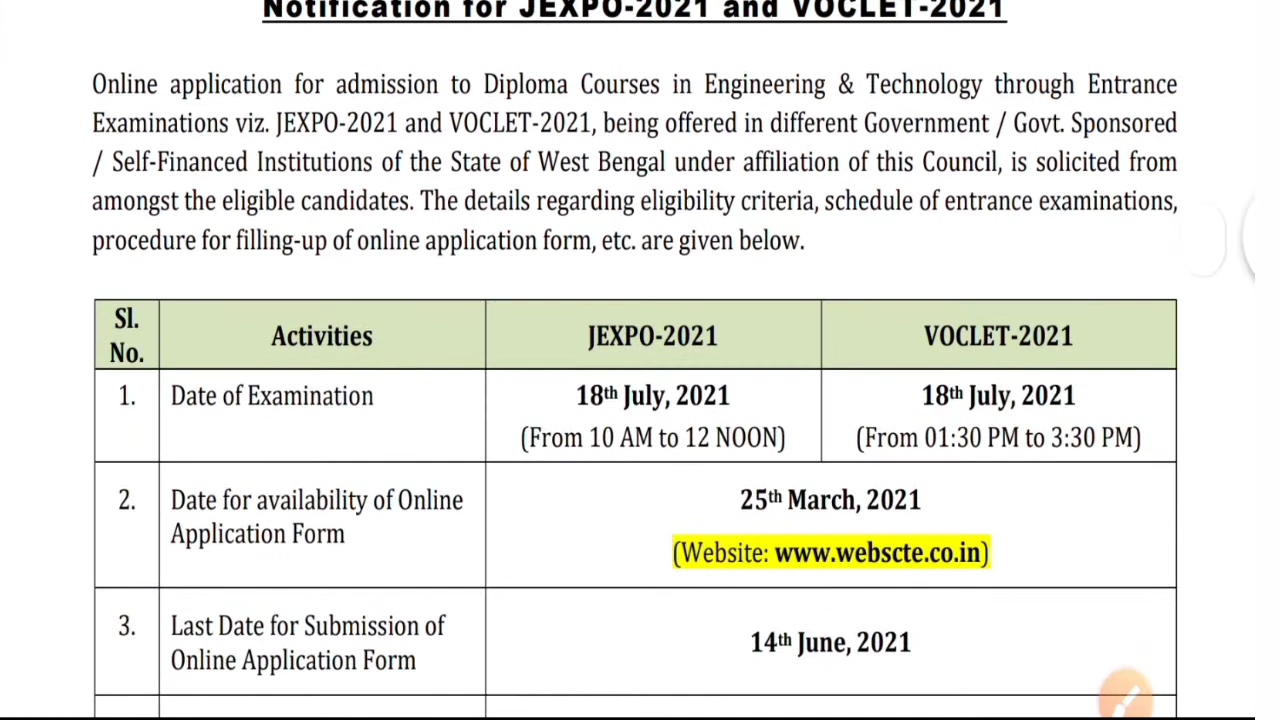 Notification for JEXPO-2021 and VOCLET-2021
Online application for admission to Diploma Courses in Engineering & Technology through Entrance
Examinations viz. JEXPO-2021 and VOCLET-2021, being offered in different Government / Govt. Sponsored
/ Self-Financed Institutions of the State of West Bengal under affiliation of this Council, is solicited from
amongst the eligible candidates. The details regarding eligibility criteria, schedule of entrance examinations,
procedure for filling-up of online application form, etc. are given below.
Sl. No. Activities JEXPO-2021 VOCLET-2021
1. Date of Examination 18th July, 2021 18th July, 2021
(From 10 AM to 12 NOON) (From 01:30 PM to 3:30 PM)
2. Date for availability of Online 25th March, 2021
Application Form (Website: www.webscte.co.in)
3. Last Date for Submission of
Online Application Form 14th June, 2021